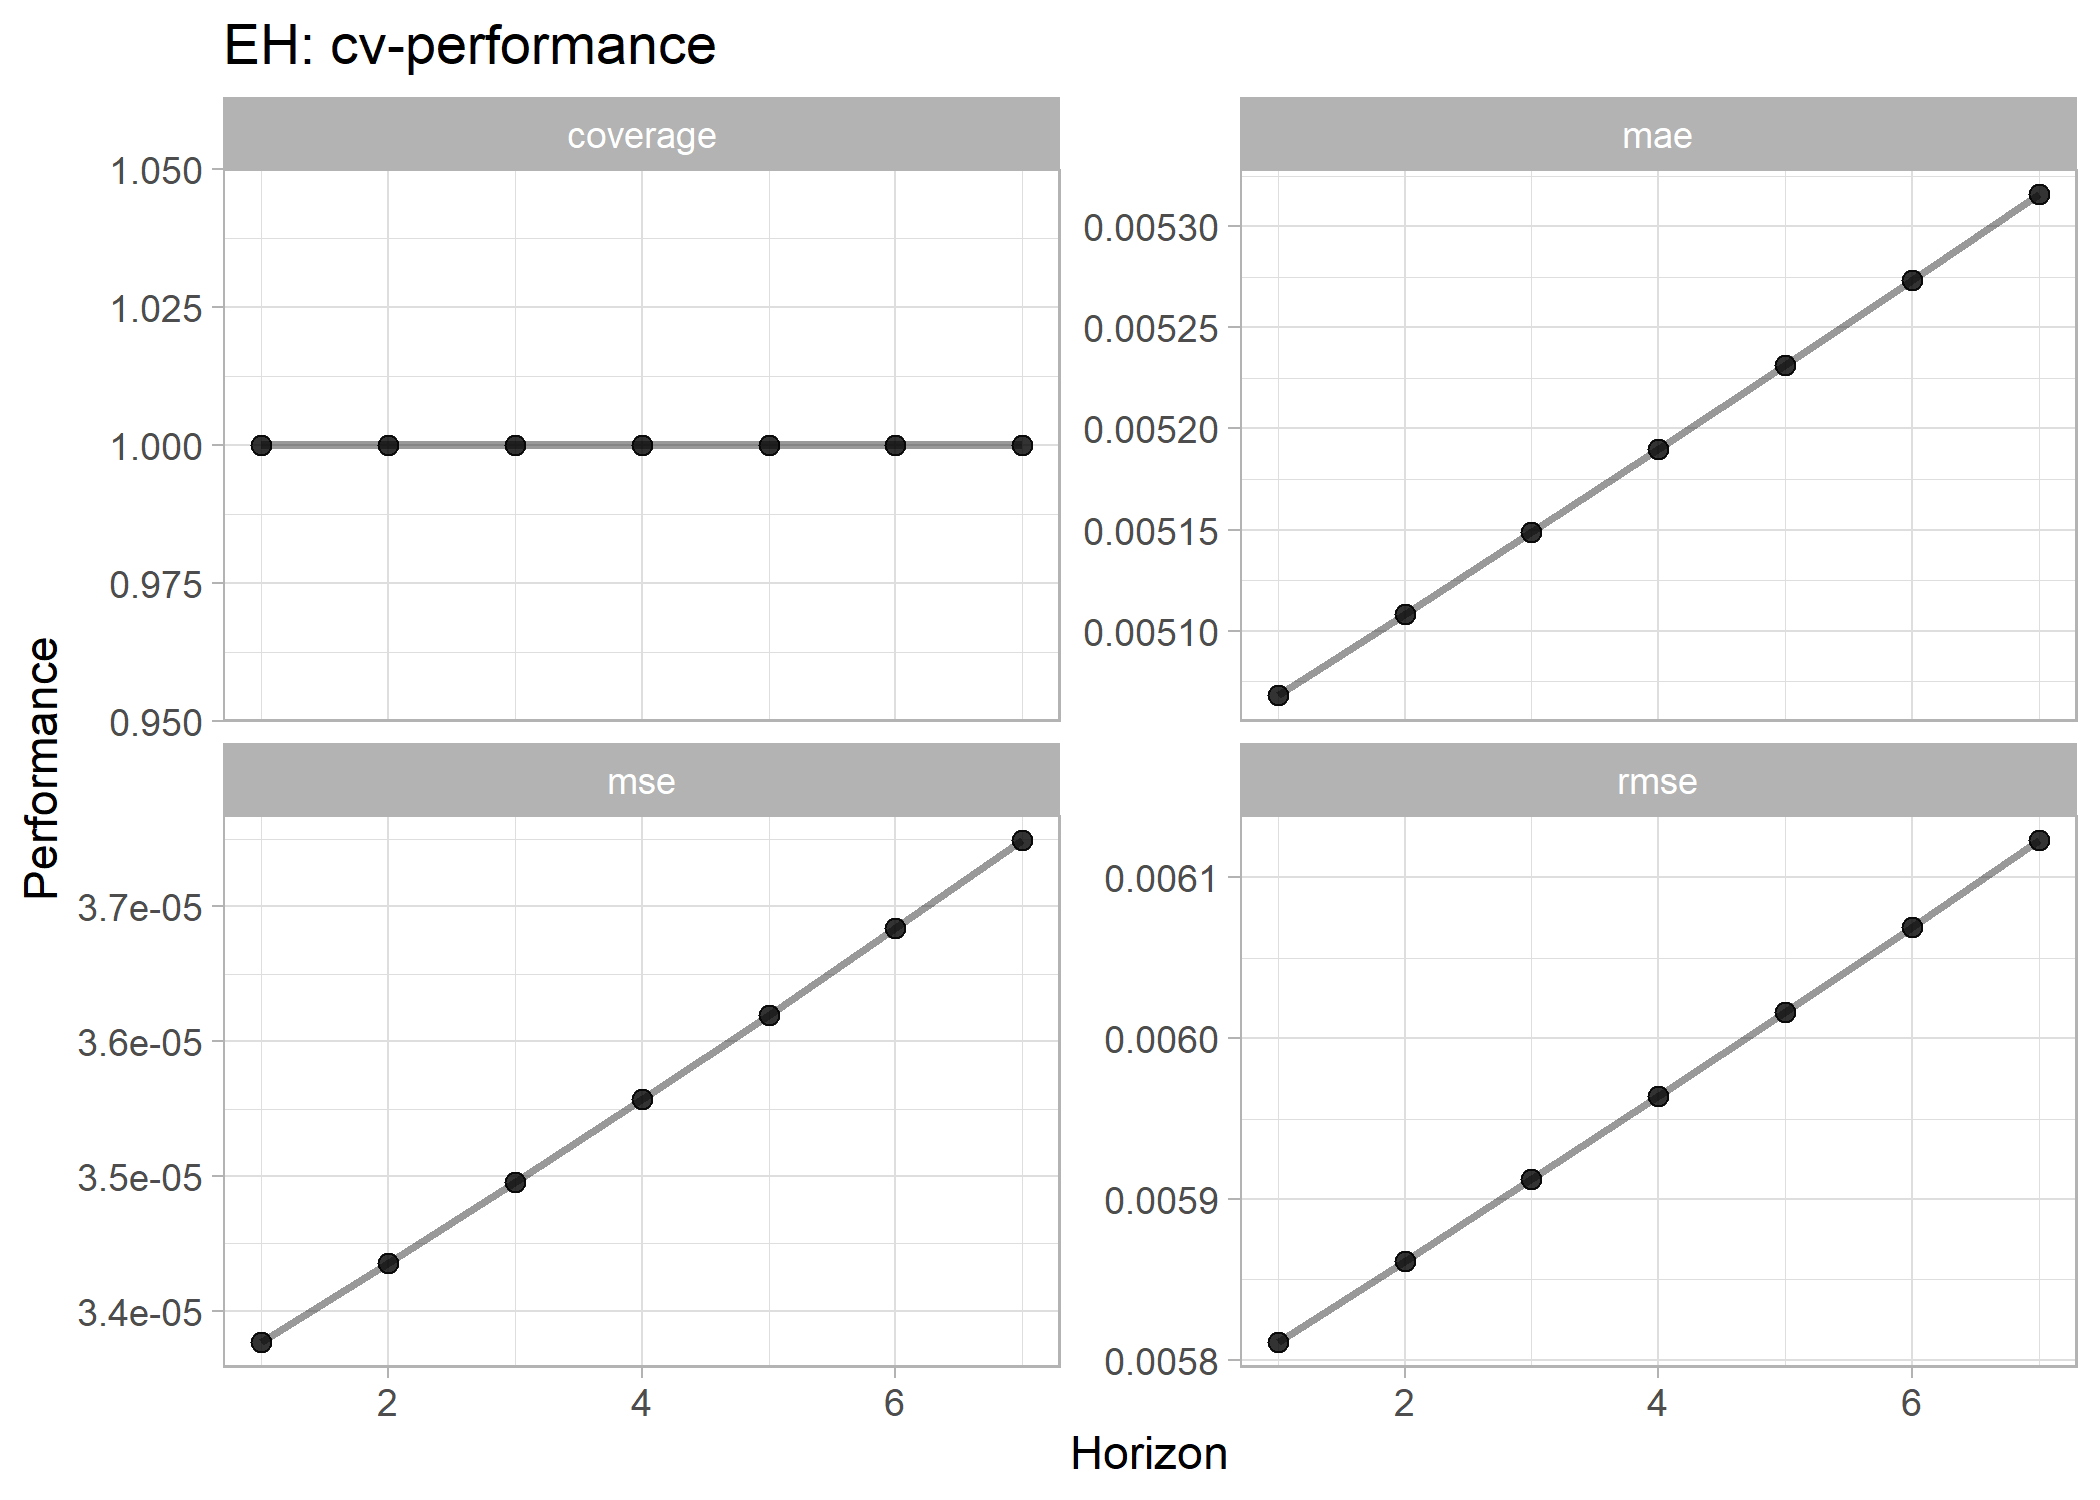 EH: cv-performance
coverage
mae
1.050
1.025
1.000
0.975
0.950
0.00530
0.00525
0.00520
0.00515
0.00510
Performance
mse
rmse
3.7e-05
3.6e-05
3.5e-05
3.4e-05
0.0061
0.0060
0.0059
0.0058
2 4 6
2 4 6
Horizon